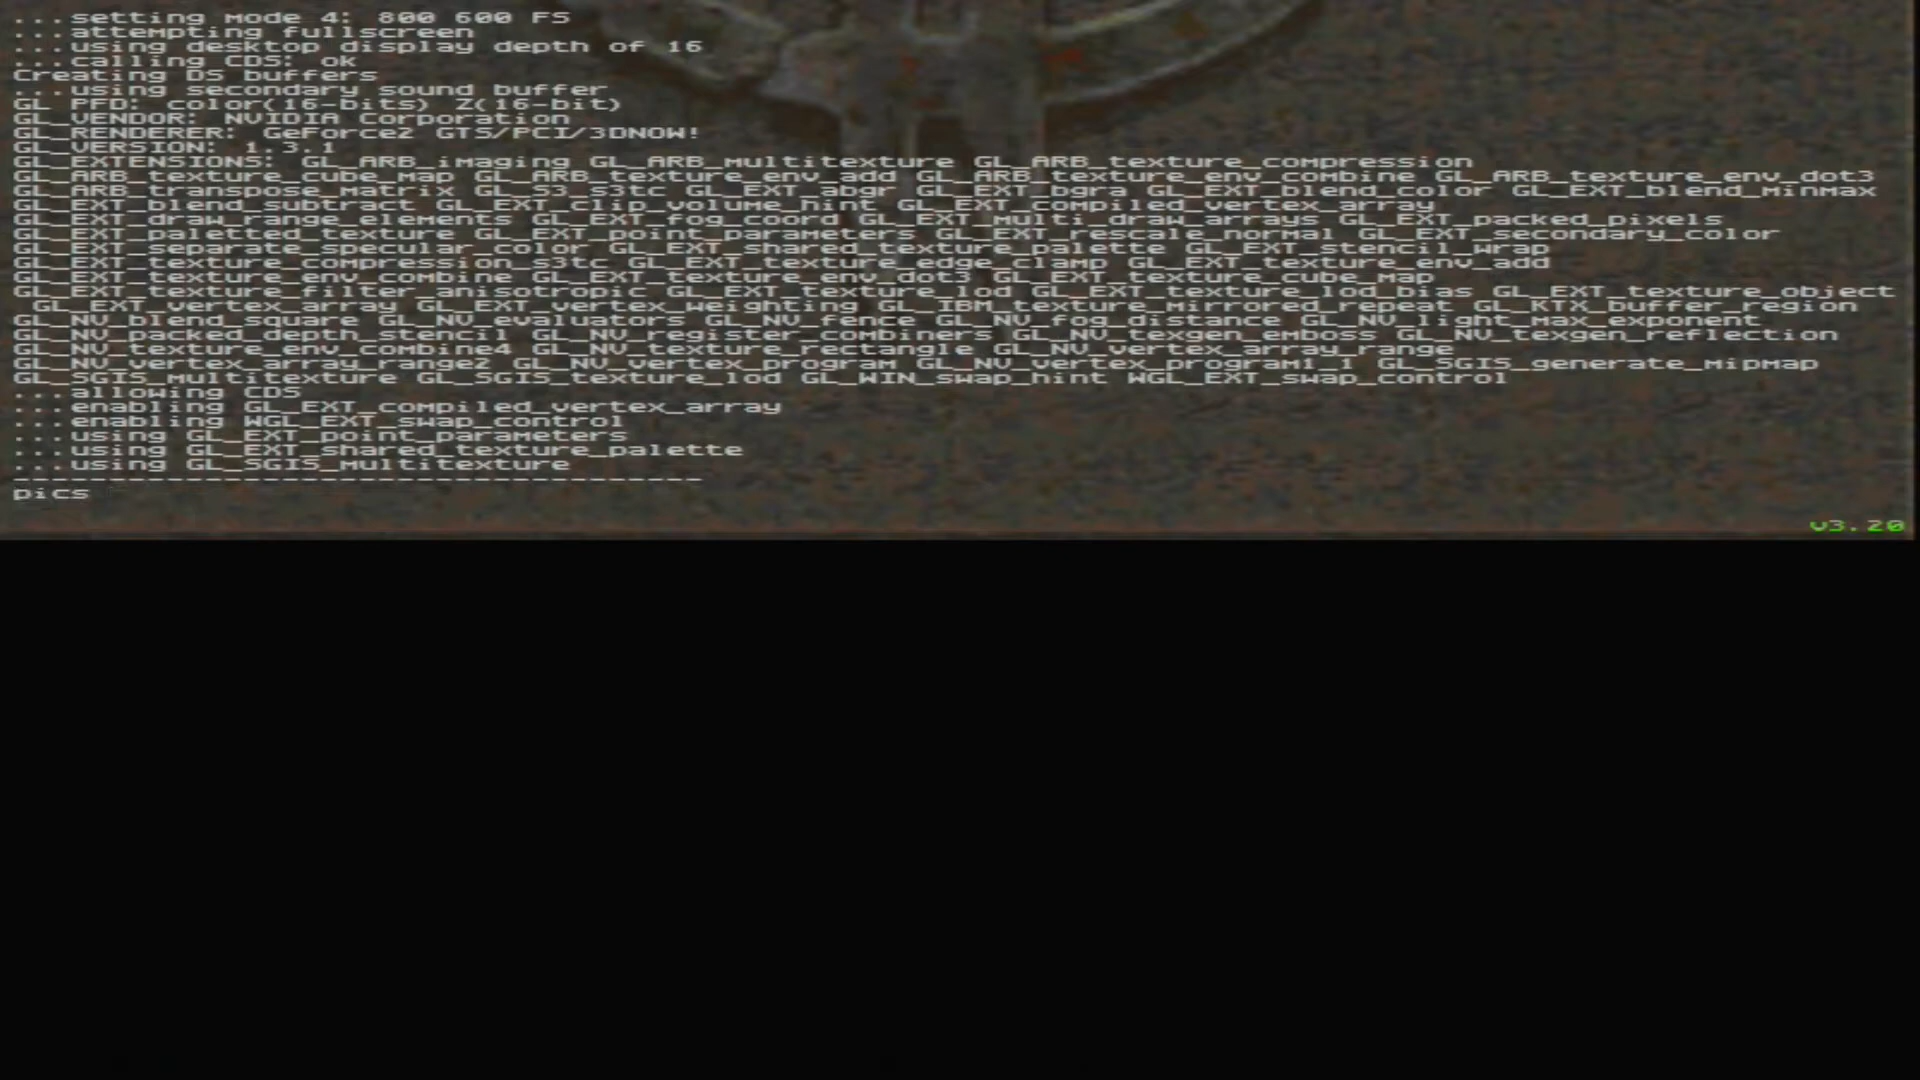 ...setting mode 4: 800 600 FS
...attempting fullscreen
...using desktop display depth of 16
...calling CDS: ok
Creating DS buffers
...using secondary sound buffer
GL PFD: color(16-bits) Z(16-bit)
GL_VENDOR: NVIDIA Corporation
GL_RENDERER: GeForce2 GTS/PCI/3DNOW!
GL_VERSION: 1.3.1
GL_EXTENSIONS: GL_ARB_imaging GL_ARB_multitexture GL_ARB_texture_compression
GL_ARB_texture_cube_map GL_ARB_texture_env_add GL_ARB_texture_env_combine GL_ARB_texture_env_dot3
GL_ARB_transpose_matrix GL_S3_s3tc GL_EXT_abgr GL_EXT_bgra GL_EXT_blend_color GL_EXT_blend_minmax
GL_EXT_blend_subtract GL_EXT_clip_volume_hint GL_EXT_compiled_vertex_array
GL_EXT_draw_range_elements GL_EXT_fog_coord GL_EXT_multi_draw_arrays GL_EXT_packed_pixels
GL_EXT_paletted_texture GL_EXT_point_parameters GL_EXT_rescale_normal GL_EXT_secondary_color
GL_EXT_separate_specular_color GL_EXT_shared_texture_palette GL_EXT_stencil_wrap
GL_EXT_texture_compression_s3tc GL_EXT_texture_edge_clamp GL_EXT_texture_env_add
GL_EXT_texture_env_combine GL_EXT_texture_env_dot3 GL_EXT_texture_cube_map
GL_EXT_texture_filter_anisotropic GL_EXT_texture_lod GL_EXT_texture_lod_bias GL_EXT_texture_object
GL_EXT_vertex_array GL_EXT_vertex_weighting GL_IBM_texture_mirrored_repeat GL_KTX_buffer_region
GL_NV_blend_square GL_NV_evaluators GL_NV_fence GL_NV_fog_distance GL_NV_light_max_exponent
GL_NV_packed_depth_stencil GL_NV_register_combiners GL_NV_texgen_emboss GL_NV_texgen_reflection
GL_NV_texture_env_combine4 GL_NV_texture_rectangle GL_NV_vertex_array_range
GL_NV_vertex_array_range2 GL_NV_vertex_program GL_NV_vertex_program1_1 GL_SGIS_generate_mipmap
GL_SGIS_multitexture GL_SGIS_texture_lod GL_WIN_swap_hint WGL_EXT_swap_control
...allowing CDS
...enabling GL_EXT_compiled_vertex_array
...enabling WGL_EXT_swap_control
...using GL_EXT_point_parameters
...using GL_EXT_shared_texture_palette
...using GL_SGIS_multitexture
------------------------------------
pics
v3.20